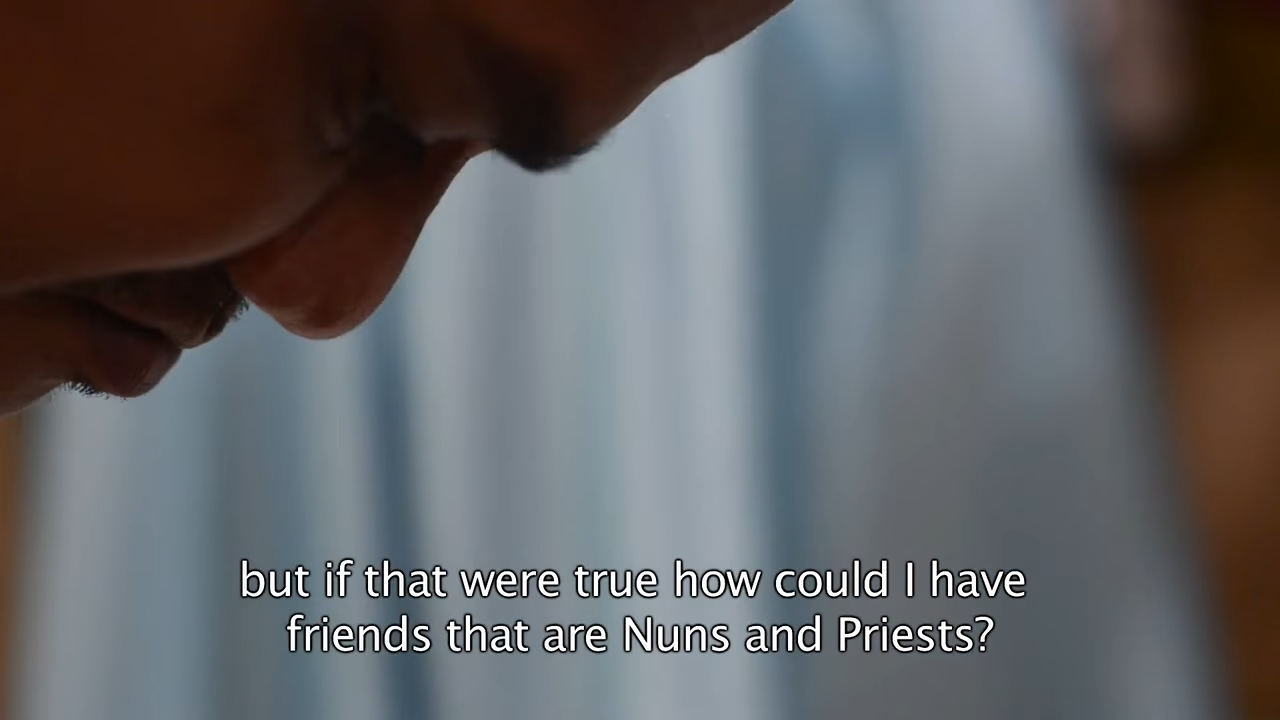 but if that were true how could I have
friends that are Nuns and Priests?